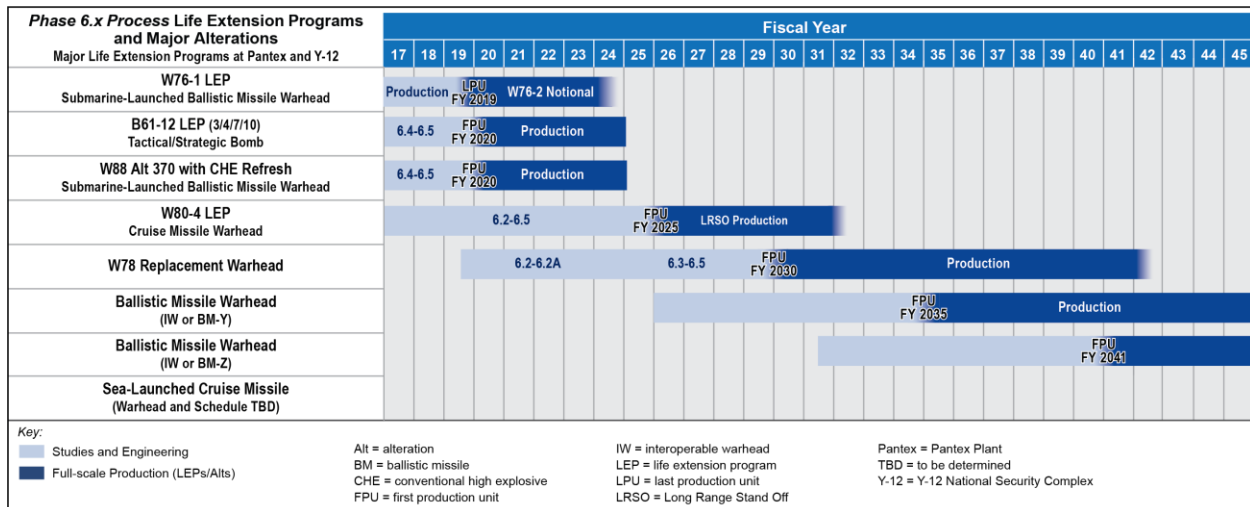 Phase 6.x Process Life Extension Programs
and Major Alterations
Major Life Extension Programs at Pantex and Y-12
Fiscal Year
17 18 19 20 21 22 23 24 25 26 27 28 29 30 31 32 33 34 35 36 37 38 39 40 41 42 43 44 45
W76-1 LEP
Submarine-Launched Ballistic Missile Warhead
Production
LPU
FY 2019
W76-2 Notional
B61-12 LEP (3/4/7/10)
Tactical/Strategic Bomb
6.4-6.5
FPU
FY 2020
Production
W88 Alt 370 with CHE Refresh
Submarine-Launched Ballistic Missile Warhead
6.4-6.5
FPU
FY 2020
Production
W80-4 LEP
Cruise Missile Warhead
6.2-6.5
FPU
FY 2025
LRSO Production
W78 Replacement Warhead
6.2-6.2A
6.3-6.5
FPU
FY 2030
Production
Ballistic Missile Warhead
(IW or BM-Y)
FPU
FY 2035
Production
Ballistic Missile Warhead
(IW or BM-Z)
FPU
FY 2041
Sea-Launched Cruise Missile
(Warhead and Schedule TBD)
Key:
Studies and Engineering
Full-scale Production (LEPs/Alts)
Alt = alteration
BM = ballistic missile
CHE = conventional high explosive
FPU = first production unit
IW = interoperable warhead
LEP = life extension program
LPU = last production unit
LRSO = Long Range Stand Off
Pantex = Pantex Plant
TBD = to be determined
Y-12 = Y-12 National Security Complex